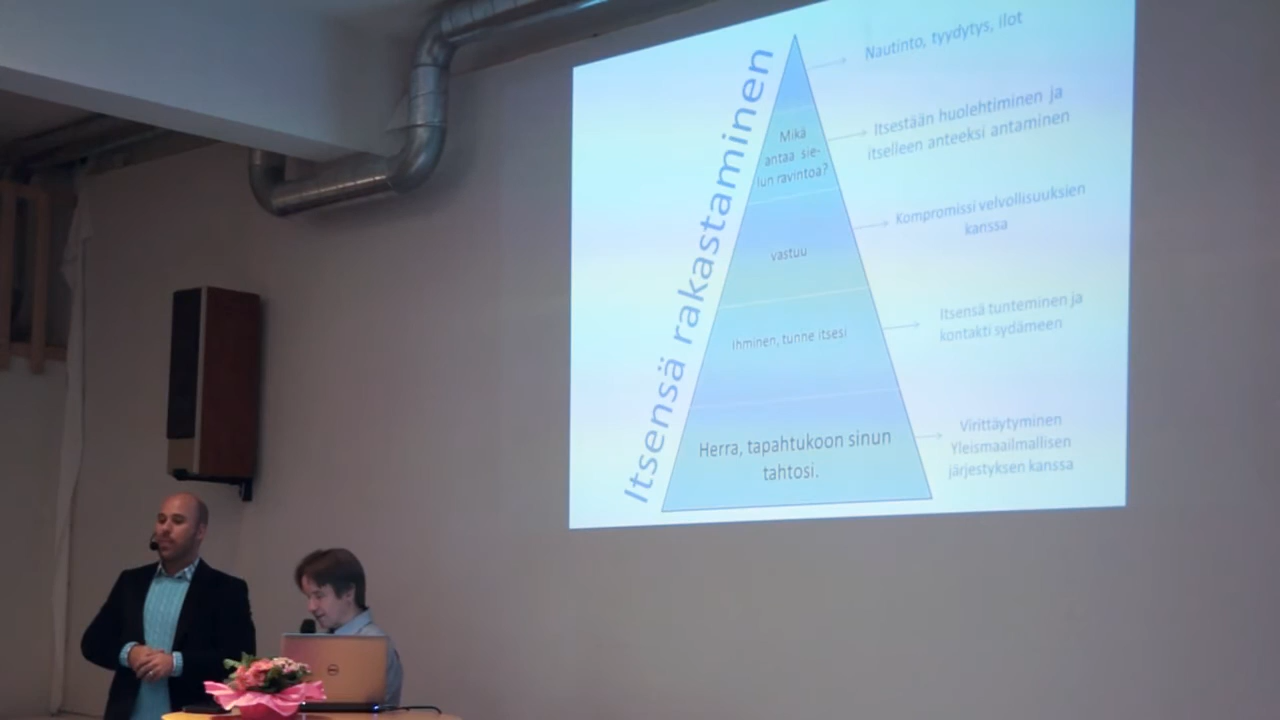 Itsensä rakastaminen
Nautinto, tyydytys, ilot
Mikä
antaa sie-
lun ravintoa?
Itsestään huolehtiminen ja
itselleen anteeksi antaminen
vastuu
Kompromissi velvollisuuksien
kanssa
Ihminen, tunne itsesi
Itsensä tunteminen ja
kontakti sydämeen
Herra, tapahtukoon sinun
tahtosi.
Virittäytyminen
Yleismaailmallisen
järjestyksen kanssa
DELL